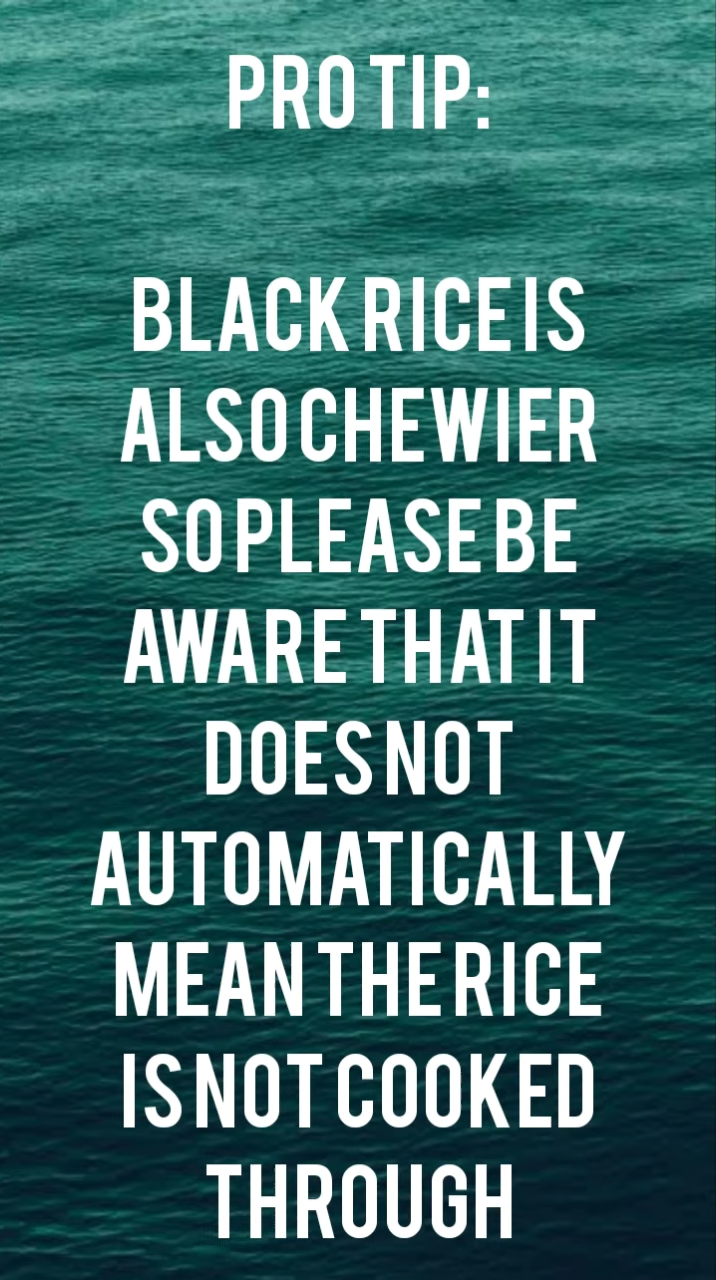 PRO TIP:
BLACK RICE IS
ALSO CHEWIER
SO PLEASE BE
AWARE THAT IT
DOES NOT
AUTOMATICALLY
MEAN THE RICE
IS NOT COOKED
THROUGH